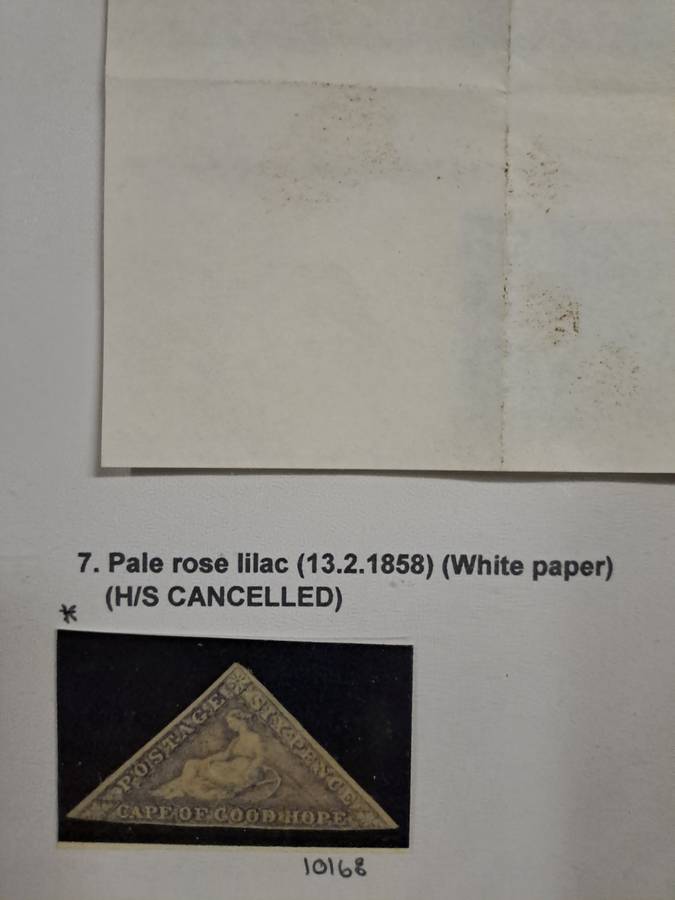 7. Pale rose lilac (13.2.1858) (White paper)
(H/S CANCELLED)
*
POSTAGE SIX PENCE
CAPE OF GOOD HOPE
10168